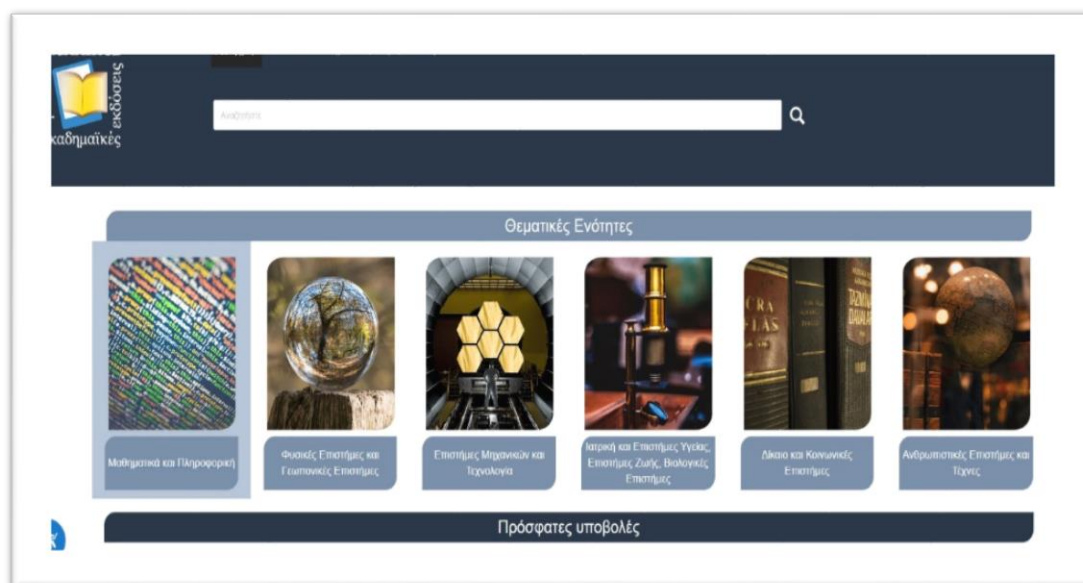 εκδόσεις
καδημαϊκές
Αναζήτηση
Θεματικές Ενότητες
Μαθηματικά και Πληροφορική
Φυσικές Επιστήμες και
Γεωπονικές Επιστήμες
Επιστήμες Μηχανικών και
Τεχνολογία
Ιατρική και Επιστήμες Υγείας,
Επιστήμες Ζωής, Βιολογικές
Επιστήμες
Δίκαιο και Κοινωνικές
Επιστήμες
Ανθρωπιστικές Επιστήμες και
Τέχνες
Πρόσφατες υποβολές